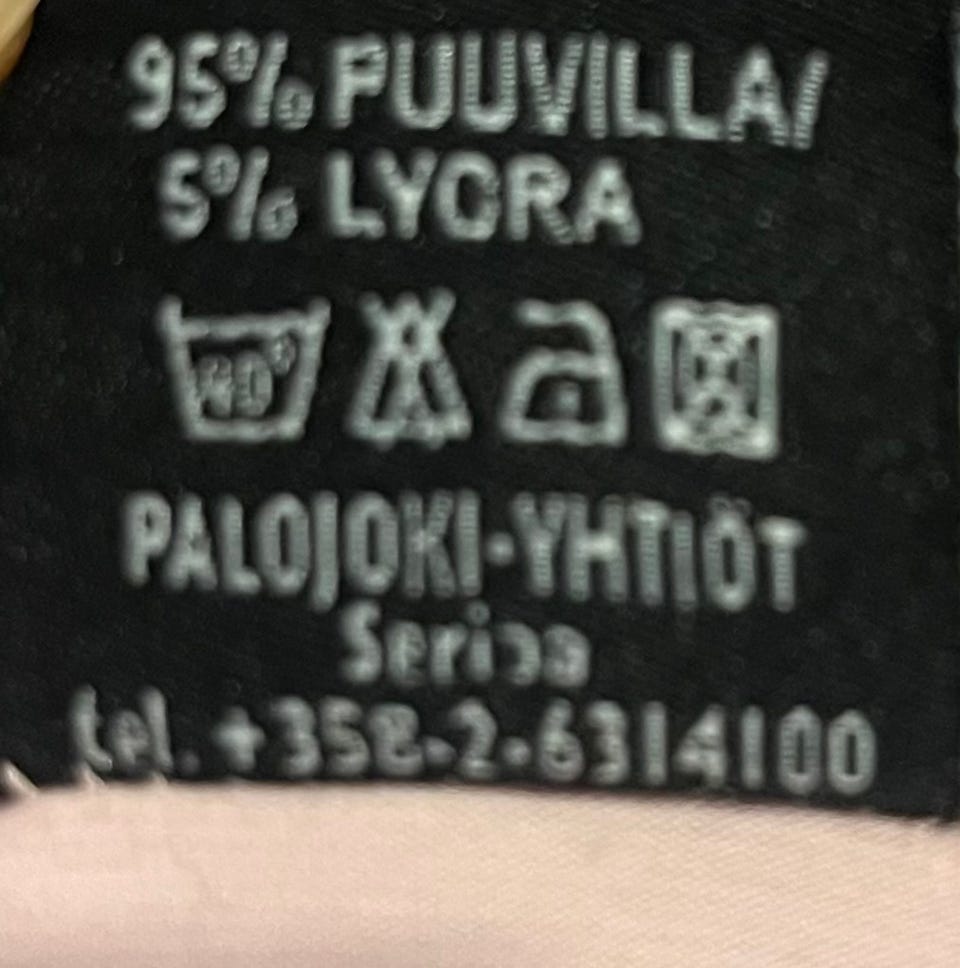 95% PUUVILLA/
5% LYCRA
PALOJOKI-YHTIÖT
tel. +358-2-6314100